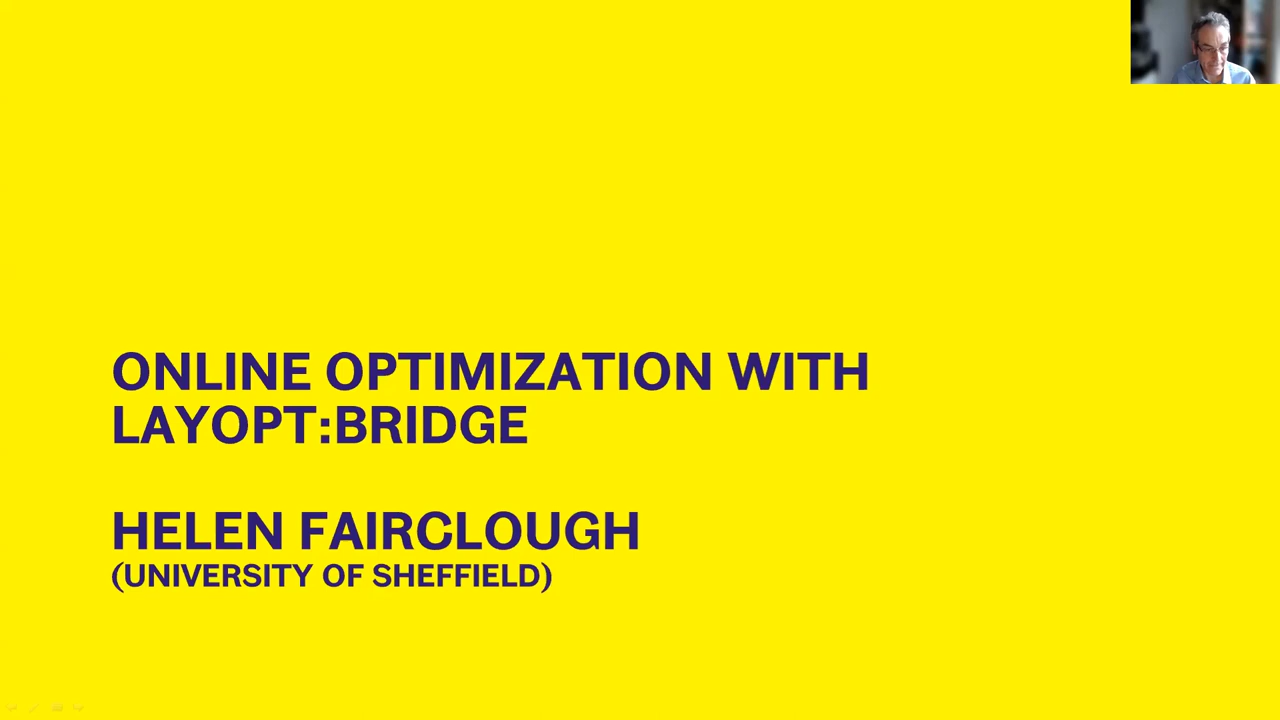 ONLINE OPTIMIZATION WITH
LAYOPT:BRIDGE
HELEN FAIRCLOUGH
(UNIVERSITY OF SHEFFIELD)